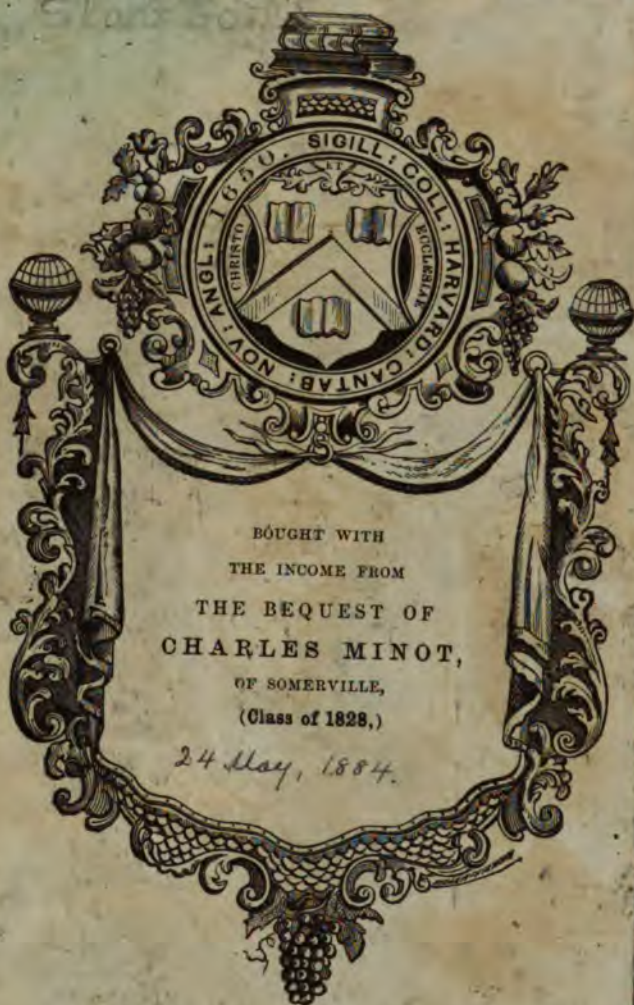 SIGILL: COLL: HARVARD: CANTAB: NOV: ANGL: 1650.
ET
CHRISTO
ECCLESIAE
BOUGHT WITH
THE INCOME FROM
THE BEQUEST OF
CHARLES MINOT,
OF SOMERVILLE,
(Class of 1828,)
24 May, 1884.